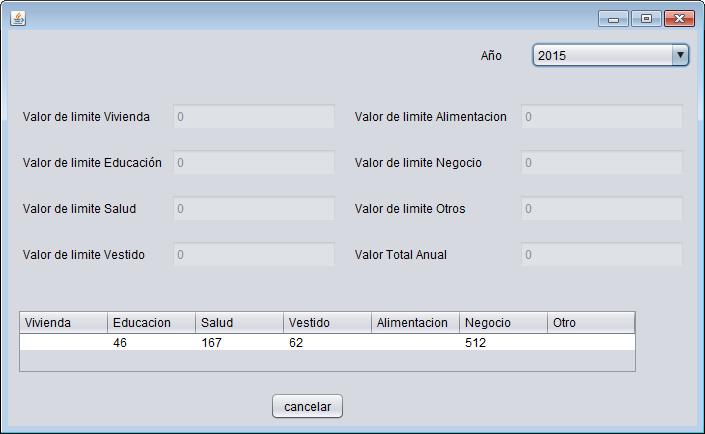 Año 2015
Valor de limite Vivienda 0 Valor de limite Alimentacion 0
Valor de limite Educación 0 Valor de limite Negocio 0
Valor de limite Salud 0 Valor de limite Otros 0
Valor de limite Vestido 0 Valor Total Anual 0
Vivienda Educacion Salud Vestido Alimentacion Negocio Otro
46 167 62 512
cancelar